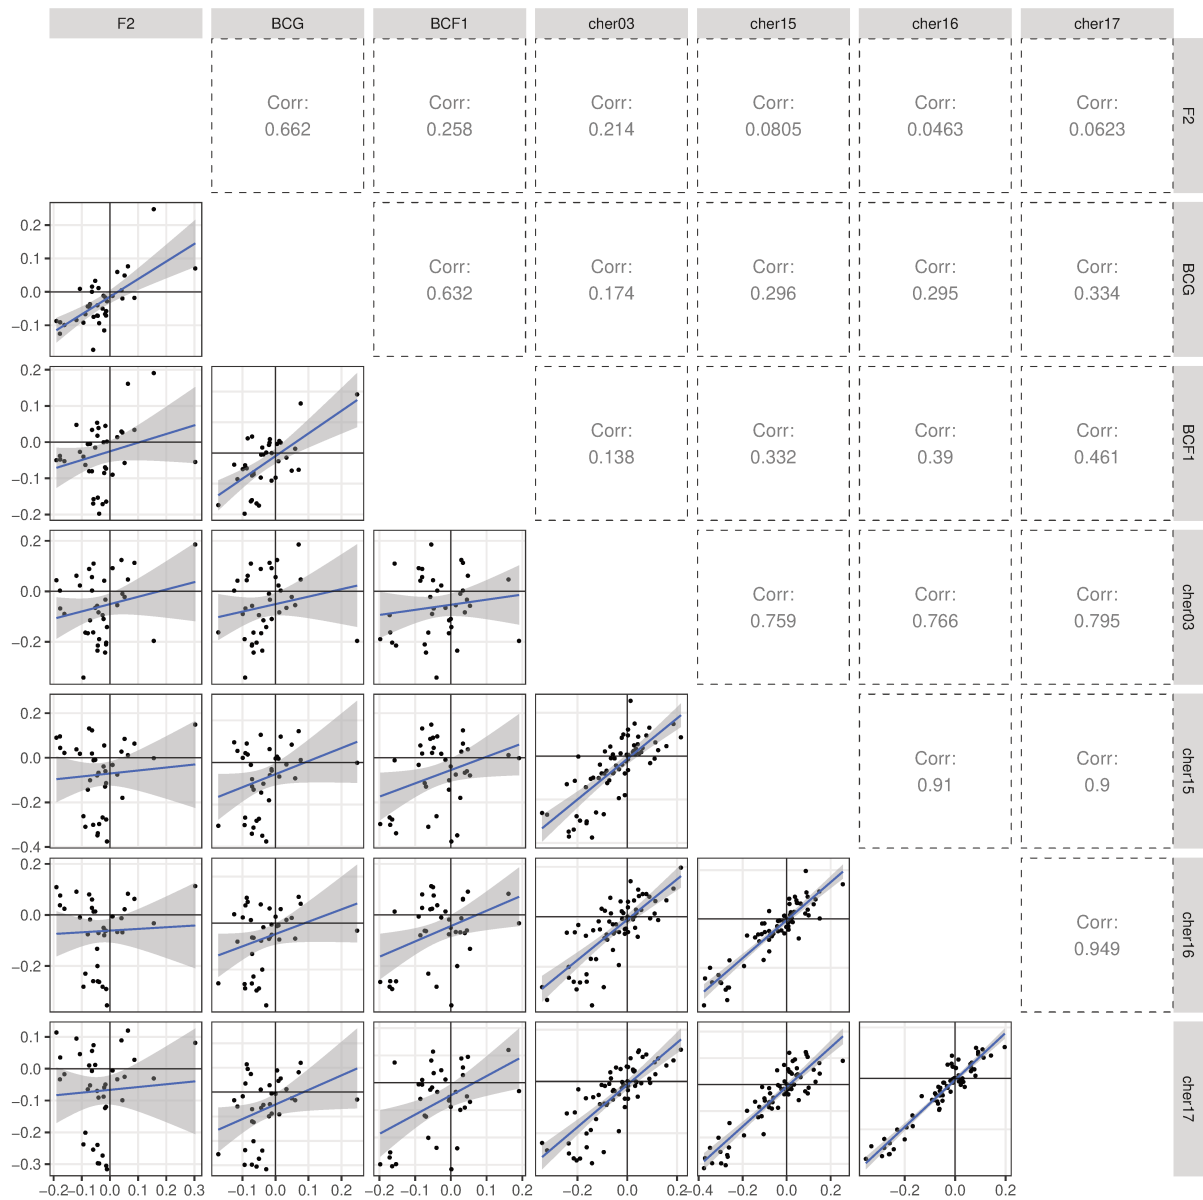 F2 BCG BCF1 cher03 cher15 cher16 cher17
Corr: Corr: Corr: Corr: Corr: Corr:
0.662 0.258 0.214 0.0805 0.0463 0.0623
F2
0.2
0.1
0.0
−0.1
Corr: Corr: Corr: Corr: Corr:
0.632 0.174 0.296 0.295 0.334
BCG
0.2
0.1
0.0
−0.1
−0.2
Corr: Corr: Corr: Corr:
0.138 0.332 0.39 0.461
BCF1
0.2
0.0
−0.2
Corr: Corr: Corr:
0.759 0.766 0.795
cher03
0.2
0.0
−0.2
−0.4
Corr: Corr:
0.91 0.9
cher15
0.2
0.0
−0.2
Corr:
0.949
cher16
0.1
0.0
−0.1
−0.2
−0.3
cher17
−0.2 −0.1 0.0 0.1 0.2 0.3 −0.1 0.0 0.1 0.2 −0.2 −0.1 0.0 0.1 0.2 −0.2 0.0 0.2 −0.4 −0.2 0.0 0.2 −0.2 0.0 0.2